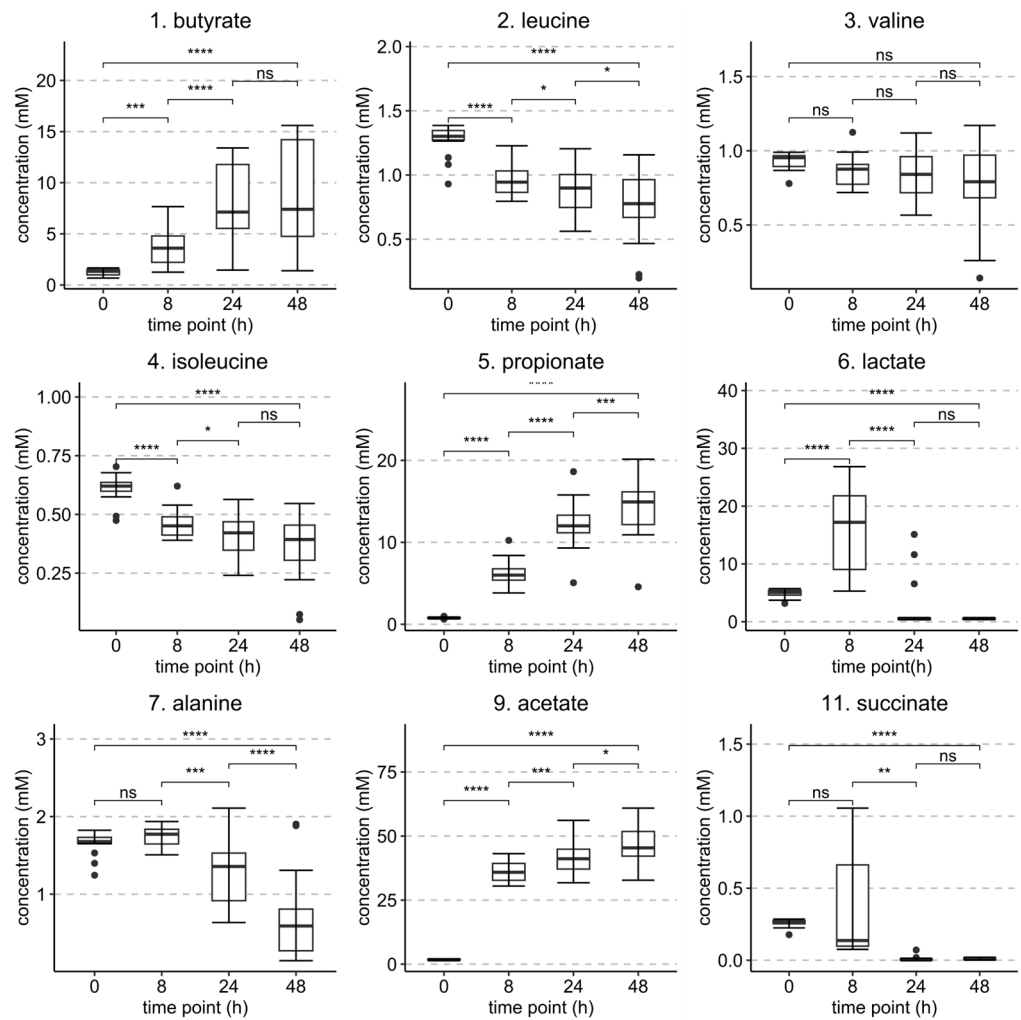 1. butyrate
concentration (mM)
20
15
10
5
0
****
ns
****
***
0 8 24 48
time point (h)
2. leucine
concentration (mM)
2.0
1.5
1.0
0.5
****
*
*
****
0 8 24 48
time point (h)
3. valine
concentration (mM)
1.5
1.0
0.5
ns
ns
ns
ns
0 8 24 48
time point (h)
4. isoleucine
concentration (mM)
1.00
0.75
0.50
0.25
****
ns
*
****
0 8 24 48
time point (h)
5. propionate
concentration (mM)
20
10
0
****
***
****
****
0 8 24 48
time point (h)
6. lactate
concentration (mM)
40
30
20
10
0
****
ns
****
****
0 8 24 48
time point(h)
7. alanine
concentration (mM)
3
2
1
****
****
***
ns
0 8 24 48
time point (h)
9. acetate
concentration (mM)
75
50
25
0
****
*
***
****
0 8 24 48
time point (h)
11. succinate
concentration (mM)
1.5
1.0
0.5
0.0
****
ns
**
ns
0 8 24 48
time point (h)